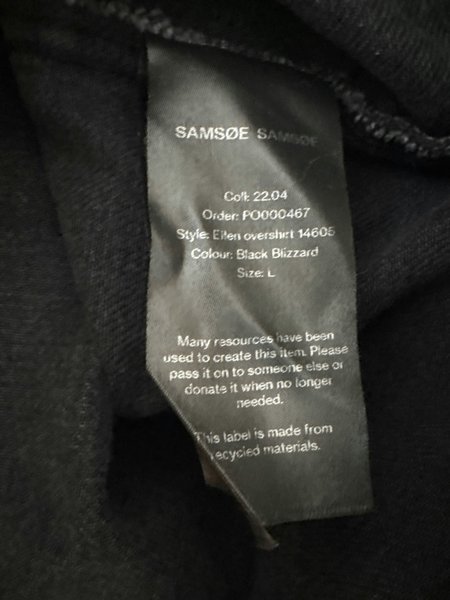 SAMSØE SAMSØE
Coll: 22.04
Order: PO000467
Style: Eilen overshirt 14605
Colour: Black Blizzard
Size: L
Many resources have been
used to create this item. Please
pass it on to someone else or
donate it when no longer
needed.
This label is made from
recycled materials.